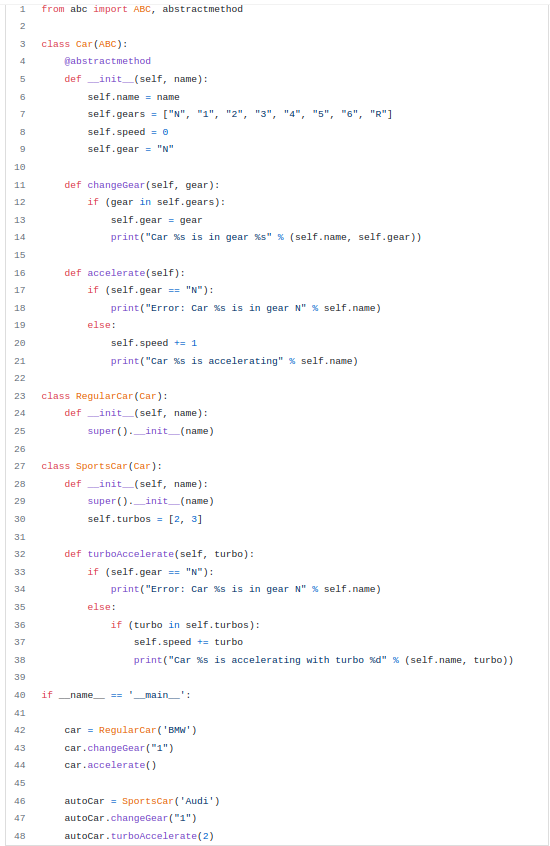 1 from abc import ABC, abstractmethod
2
3 class Car(ABC):
4     @abstractmethod
5     def __init__(self, name):
6         self.name = name
7         self.gears = ["N", "1", "2", "3", "4", "5", "6", "R"]
8         self.speed = 0
9         self.gear = "N"
10
11     def changeGear(self, gear):
12         if (gear in self.gears):
13             self.gear = gear
14             print("Car %s is in gear %s" % (self.name, self.gear))
15
16     def accelerate(self):
17         if (self.gear == "N"):
18             print("Error: Car %s is in gear N" % self.name)
19         else:
20             self.speed += 1
21             print("Car %s is accelerating" % self.name)
22
23 class RegularCar(Car):
24     def __init__(self, name):
25         super().__init__(name)
26
27 class SportsCar(Car):
28     def __init__(self, name):
29         super().__init__(name)
30         self.turbos = [2, 3]
31
32     def turboAccelerate(self, turbo):
33         if (self.gear == "N"):
34             print("Error: Car %s is in gear N" % self.name)
35         else:
36             if (turbo in self.turbos):
37                 self.speed += turbo
38                 print("Car %s is accelerating with turbo %d" % (self.name, turbo))
39
40 if __name__ == '__main__':
41
42     car = RegularCar('BMW')
43     car.changeGear("1")
44     car.accelerate()
45
46     autoCar = SportsCar('Audi')
47     autoCar.changeGear("1")
48     autoCar.turboAccelerate(2)